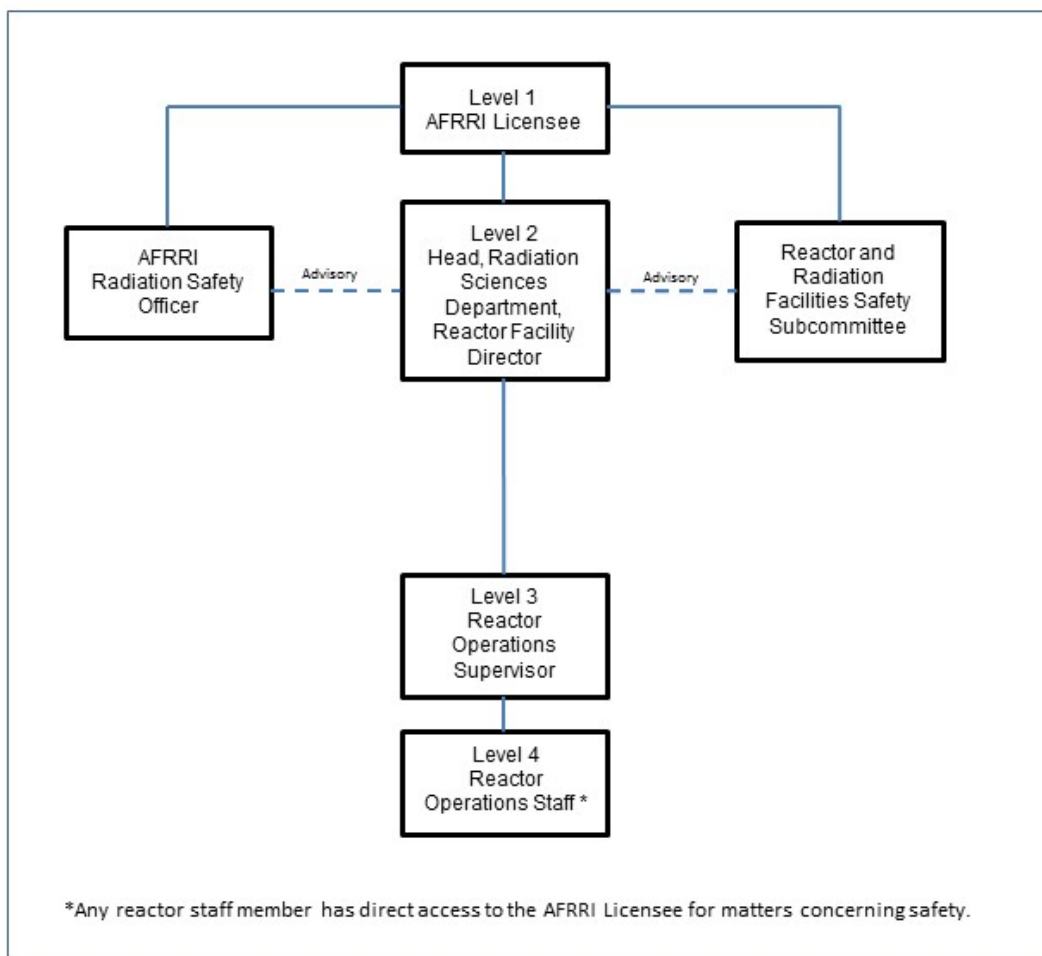 Level 1
AFRRI Licensee
AFRRI
Radiation Safety
Officer
Advisory
Level 2
Head, Radiation
Sciences
Department,
Reactor Facility
Director
Advisory
Reactor and
Radiation
Facilities Safety
Subcommittee
Level 3
Reactor
Operations
Supervisor
Level 4
Reactor
Operations Staff *
*Any reactor staff member has direct access to the AFRRI Licensee for matters concerning safety.